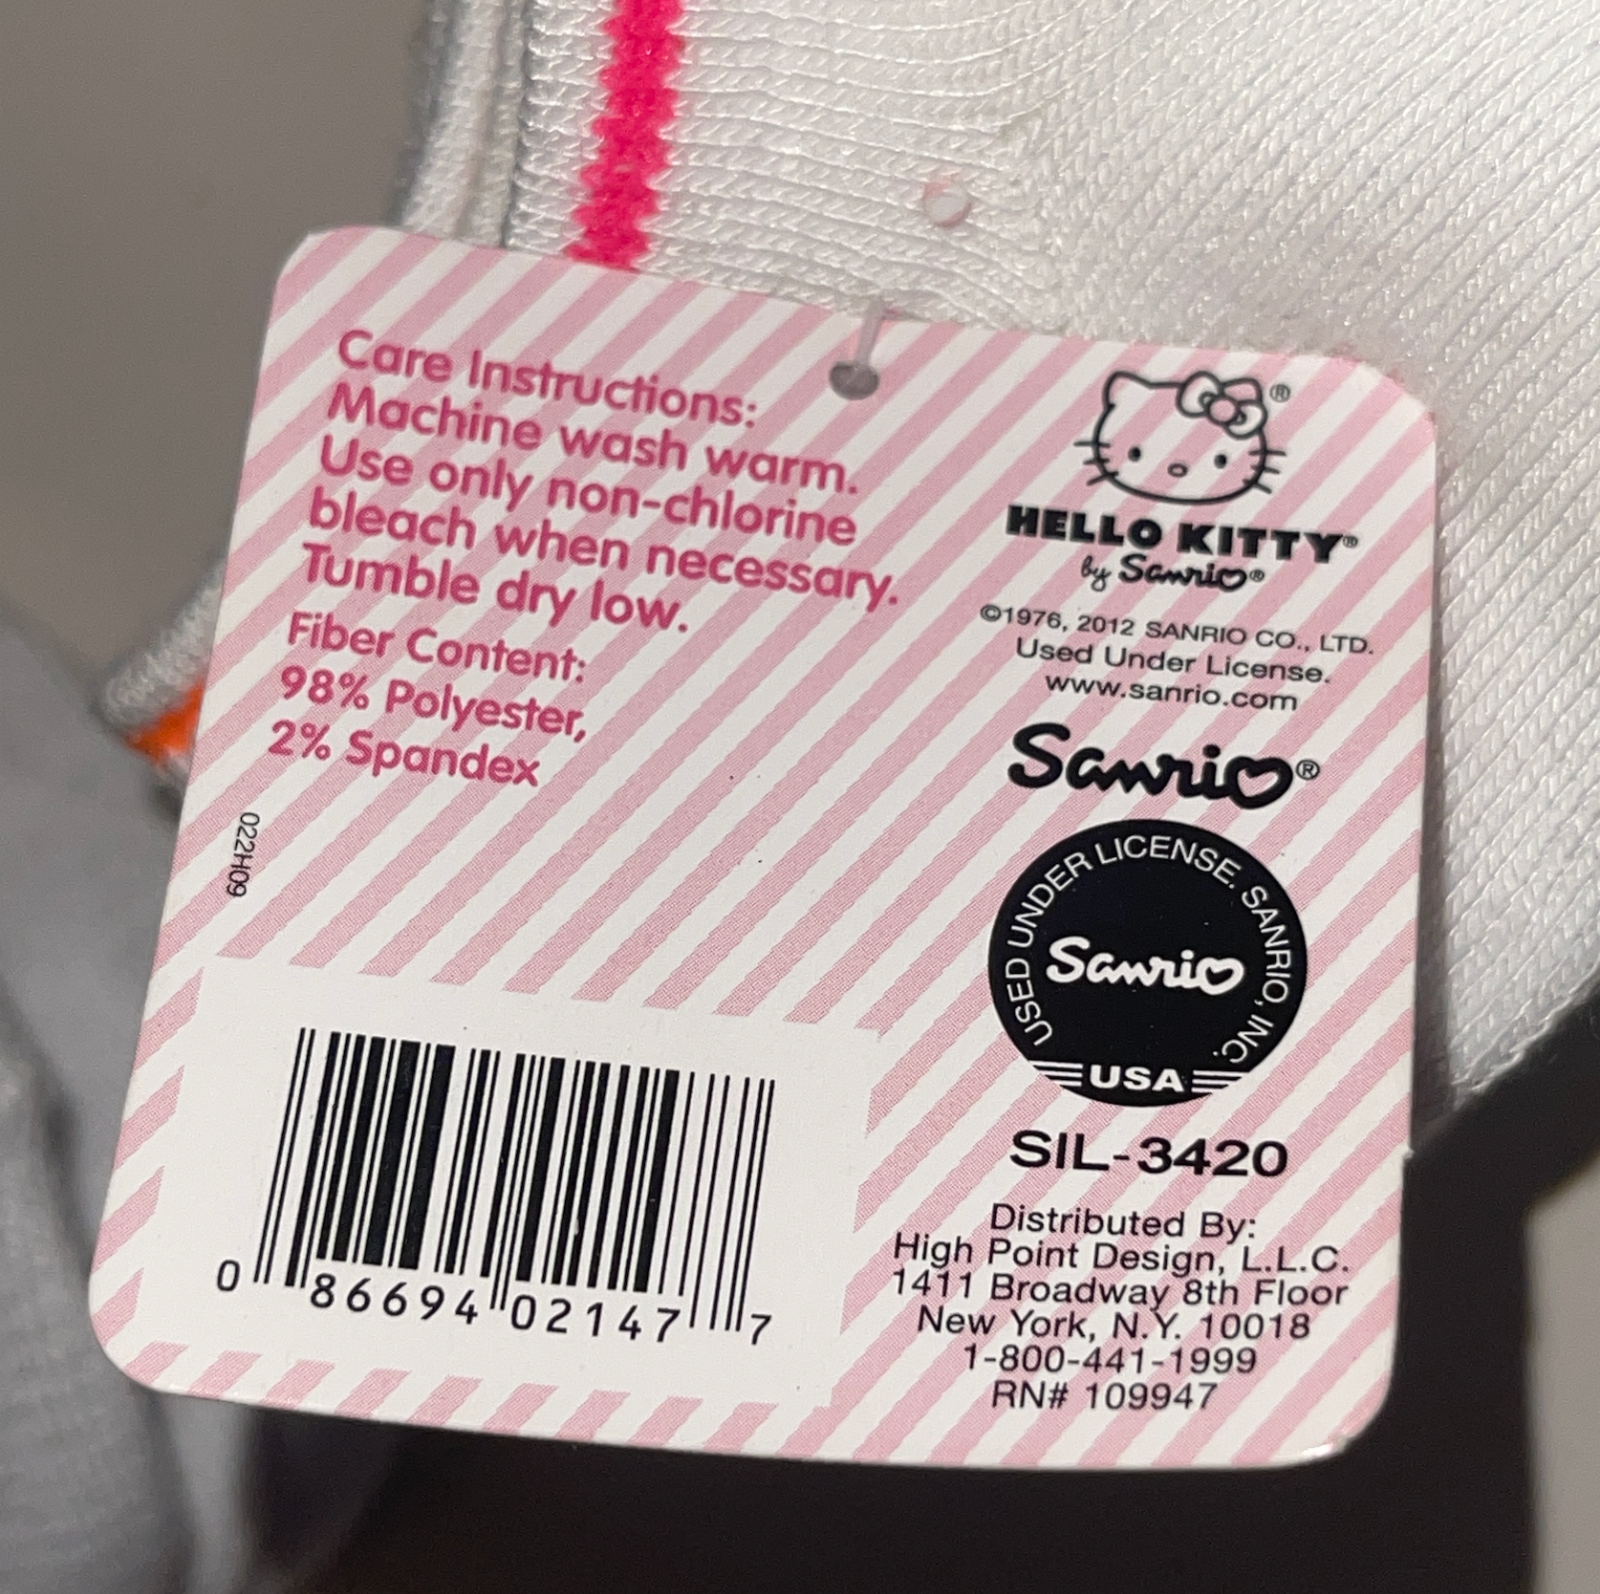 Care Instructions:
Machine wash warm.
Use only non-chlorine
bleach when necessary.
Tumble dry low.
Fiber Content:
98% Polyester,
2% Spandex
022H09
0 86694 02147 7
®
HELLO KITTY®
by Sanrio®
©1976, 2012 SANRIO CO., LTD.
Used Under License.
www.sanrio.com
Sanrio®
USED UNDER LICENSE. SANRIO, INC.
Sanrio
USA
SIL-3420
Distributed By:
High Point Design, L.L.C.
1411 Broadway 8th Floor
New York, N.Y. 10018
1-800-441-1999
RN# 109947